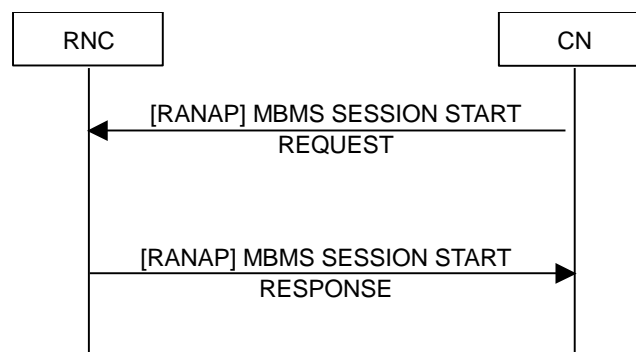 RNC
CN
[RANAP] MBMS SESSION START
REQUEST
[RANAP] MBMS SESSION START
RESPONSE